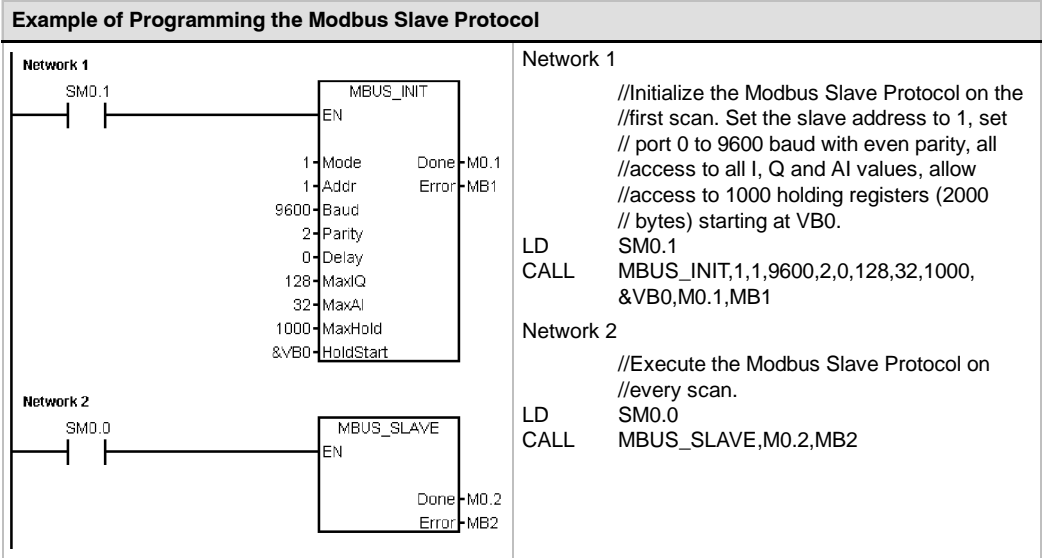 Example of Programming the Modbus Slave Protocol
Network 1
SM0.1
MBUS_INIT
EN
1 Mode Done M0.1
1 Addr Error MB1
9600 Baud
2 Parity
0 Delay
128 MaxIQ
32 MaxAI
1000 MaxHold
&VB0 HoldStart
Network 2
SM0.0
MBUS_SLAVE
EN
Done M0.2
Error MB2
Network 1
//Initialize the Modbus Slave Protocol on the
//first scan. Set the slave address to 1, set
// port 0 to 9600 baud with even parity, all
//access to all I, Q and AI values, allow
//access to 1000 holding registers (2000
// bytes) starting at VB0.
LD SM0.1
CALL MBUS_INIT,1,1,9600,2,0,128,32,1000,
&VB0,M0.1,MB1
Network 2
//Execute the Modbus Slave Protocol on
//every scan.
LD SM0.0
CALL MBUS_SLAVE,M0.2,MB2